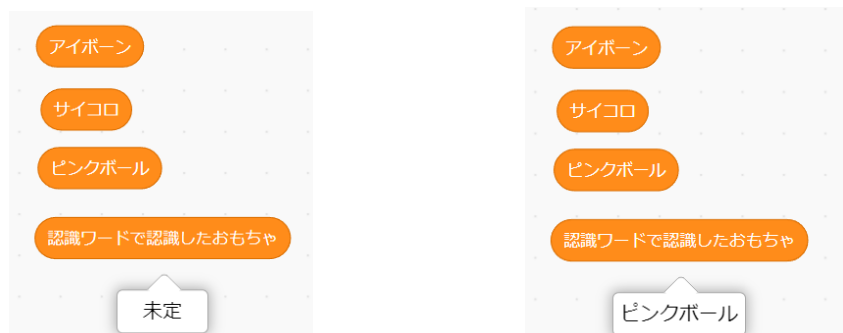 アイボーン
サイコロ
ピンクボール
認識ワードで認識したおもちゃ
未定
アイボーン
サイコロ
ピンクボール
認識ワードで認識したおもちゃ
ピンクボール